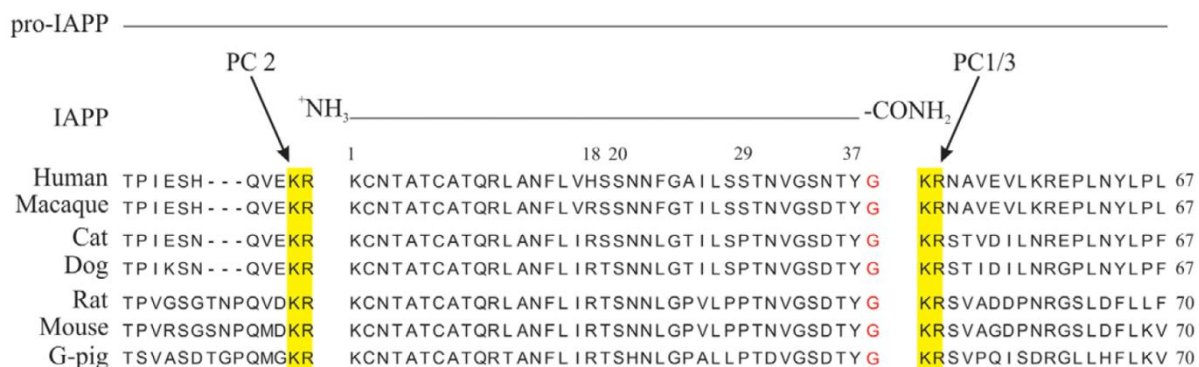 pro-IAPP
PC 2 PC1/3
IAPP +NH3 -CONH2
1 18 20 29 37
Human TPIESH---QVEKR KCNTATCATQRLANFLVHSSNNFGAILSSTNVGSNTYG KRNAVEVLKREPLNYLPL 67
Macaque TPIESH---QVEKR KCNTATCATQRLANFLVRSSNNFGTILSSTNVGSDTYG KRNAVEVLKREPLNYLPL 67
Cat TPIESN---QVEKR KCNTATCATQRLANFLIRSSNNLGTILSPTNVGSDTYG KRSTVDILNREPLNYLPF 67
Dog TPIKSN---QVEKR KCNTATCATQRLANFLIRTSNNLGTILSPTNVGSDTYG KRSTIDILNRGPLNYLPF 67
Rat TPVGSGTNPQVDKR KCNTATCATQRLANFLIRTSNNLGPVLPPTNVGSDTYG KRSVADDPNRGSLDFLLF 70
Mouse TPVRSGSNPQMDKR KCNTATCATQRLANFLIRTSNNLGPVLPPTNVGSDTYG KRSVAGDPNRGSLDFLKV 70
G-pig TSVASDTGPQMGKR KCNTATCATQRTANFLIRTSHNLGPALLPTDVGSDTYG KRSVPQISDRGLLHFLKV 70